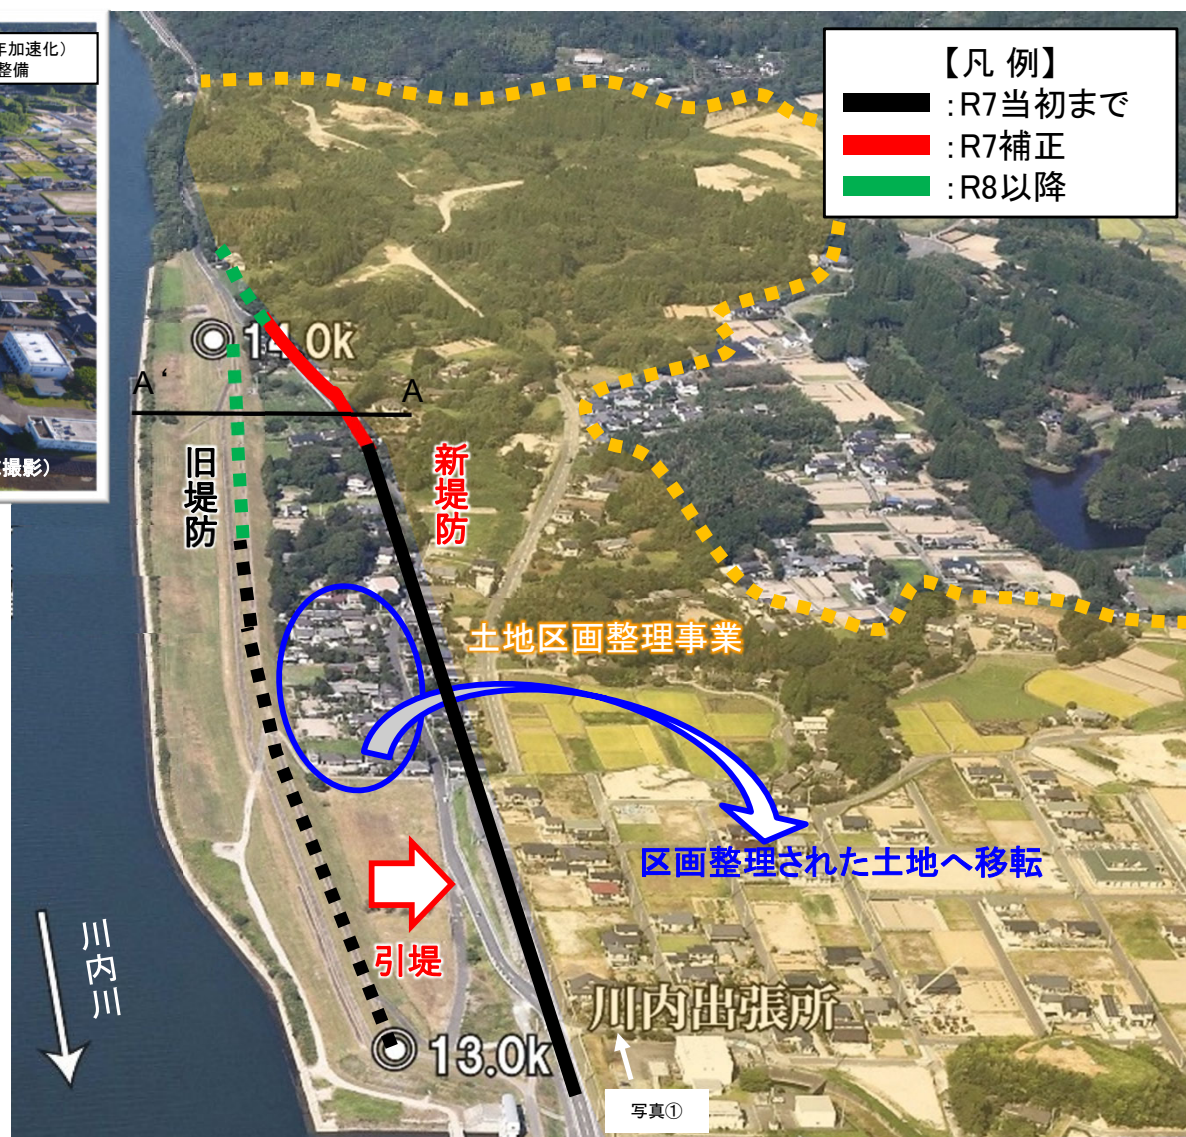 年加速化）
整備
撮影）
【凡 例】
：R7当初まで
：R7補正
：R8以降
14.0k
A‘
A
旧堤防
新堤防
土地区画整理事業
区画整理された土地へ移転
引堤
川内川
川内出張所
13.0k
写真①